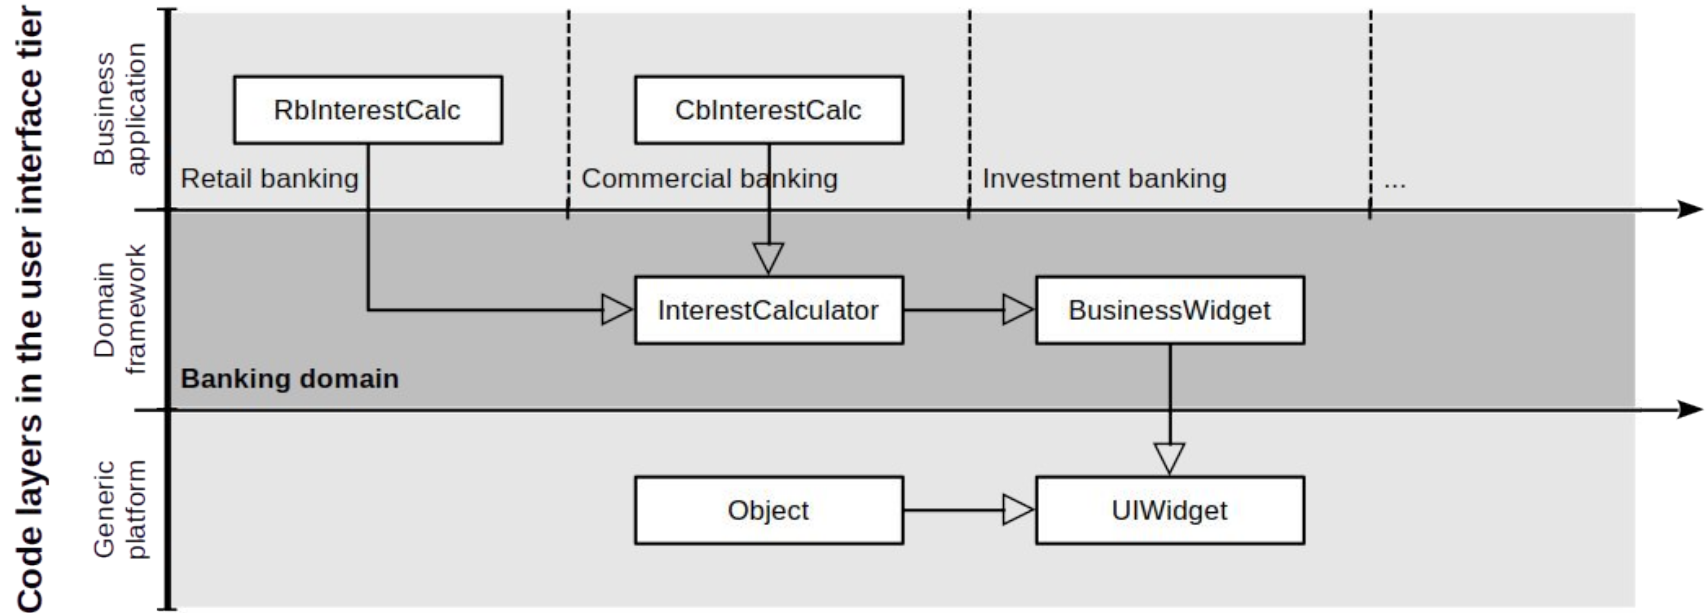 Code layers in the user interface tier
Business
application
RbInterestCalc
CbInterestCalc
Retail banking
Commercial banking
Investment banking
...
Domain
framework
InterestCalculator
BusinessWidget
Banking domain
Generic
platform
Object
UIWidget